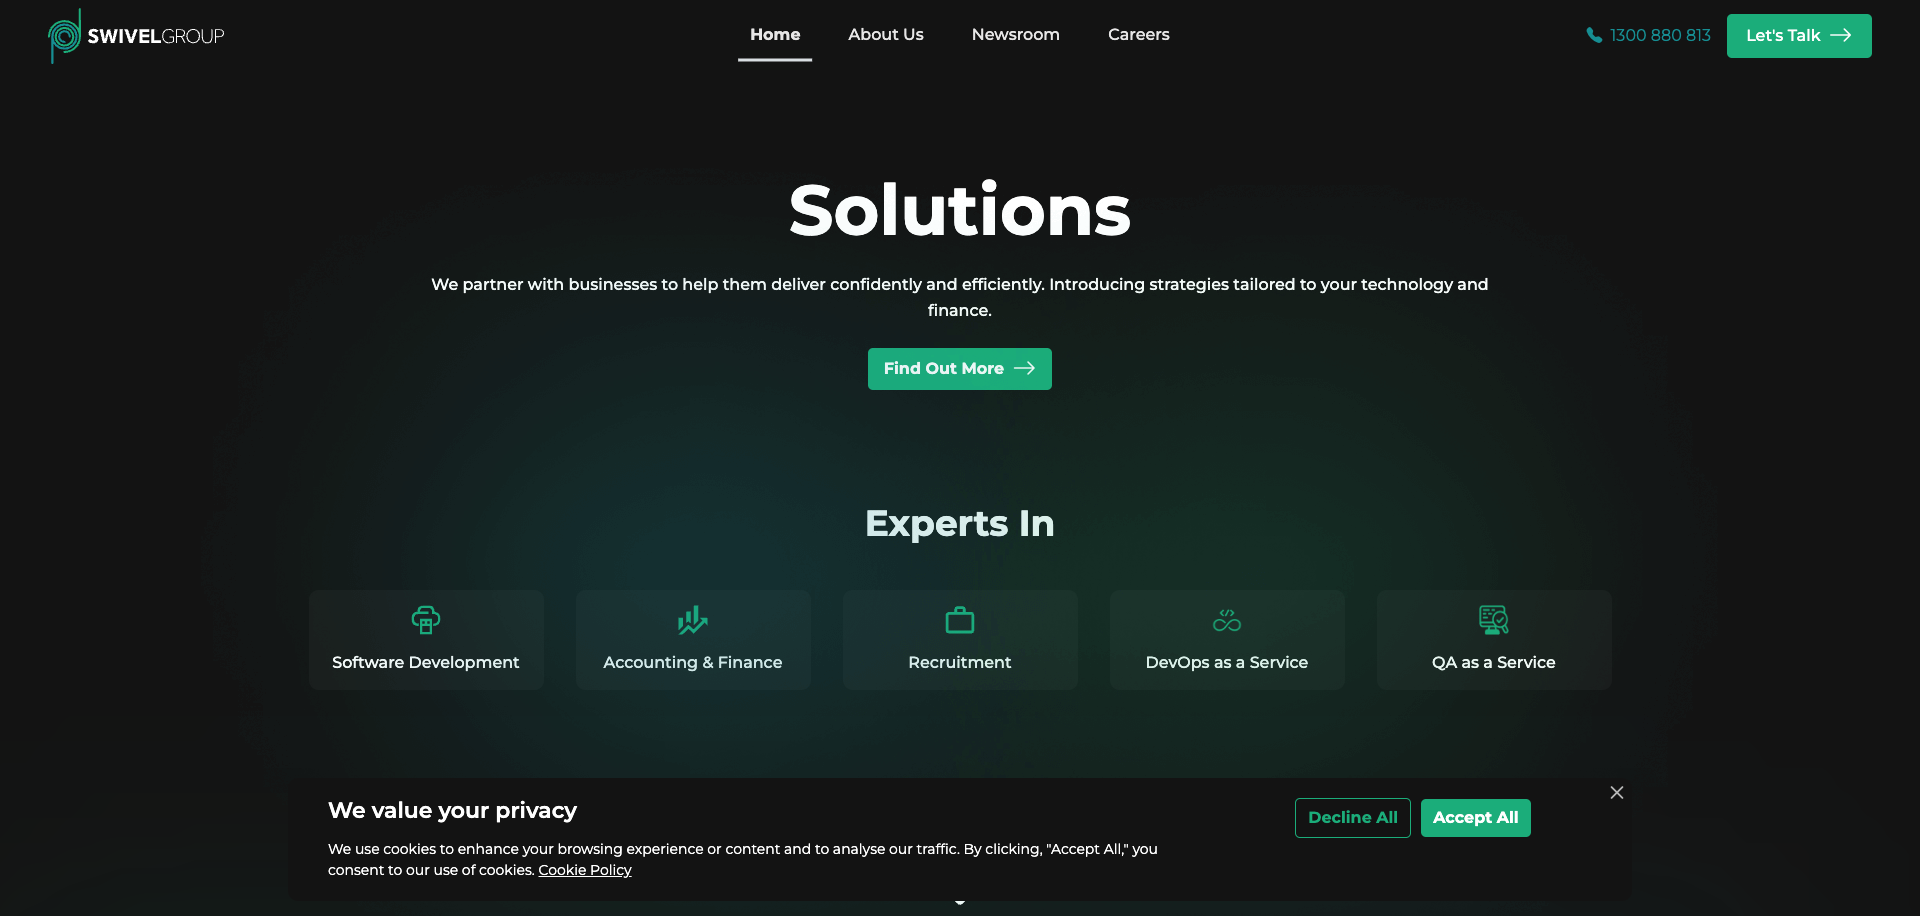 SWIVELGROUP
Home
About Us
Newsroom
Careers
1300 880 813
Let's Talk
Solutions
We partner with businesses to help them deliver confidently and efficiently. Introducing strategies tailored to your technology and
finance.
Find Out More
Experts In
Software Development
Accounting & Finance
Recruitment
DevOps as a Service
QA as a Service
We value your privacy
Decline All
Accept All
We use cookies to enhance your browsing experience or content and to analyse our traffic. By clicking, "Accept All," you
consent to our use of cookies. Cookie Policy